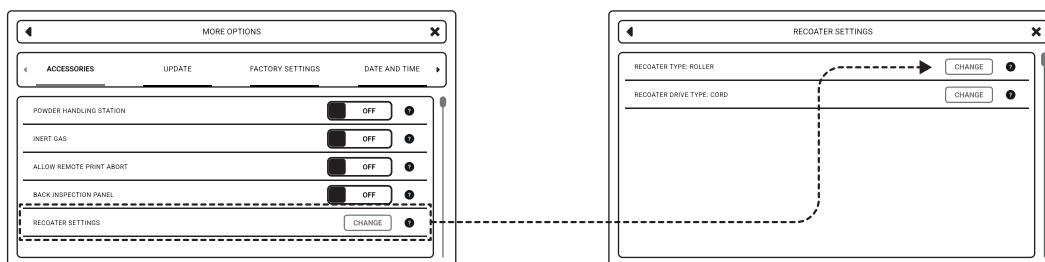 MORE OPTIONS
ACCESSORIES UPDATE FACTORY SETTINGS DATE AND TIME
POWDER HANDLING STATION OFF ?
INERT GAS OFF ?
ALLOW REMOTE PRINT ABORT OFF ?
BACK INSPECTION PANEL OFF ?
RECOATER SETTINGS CHANGE ?
RECOATER SETTINGS
RECOATER TYPE: ROLLER CHANGE ?
RECOATER DRIVE TYPE: CORD CHANGE ?